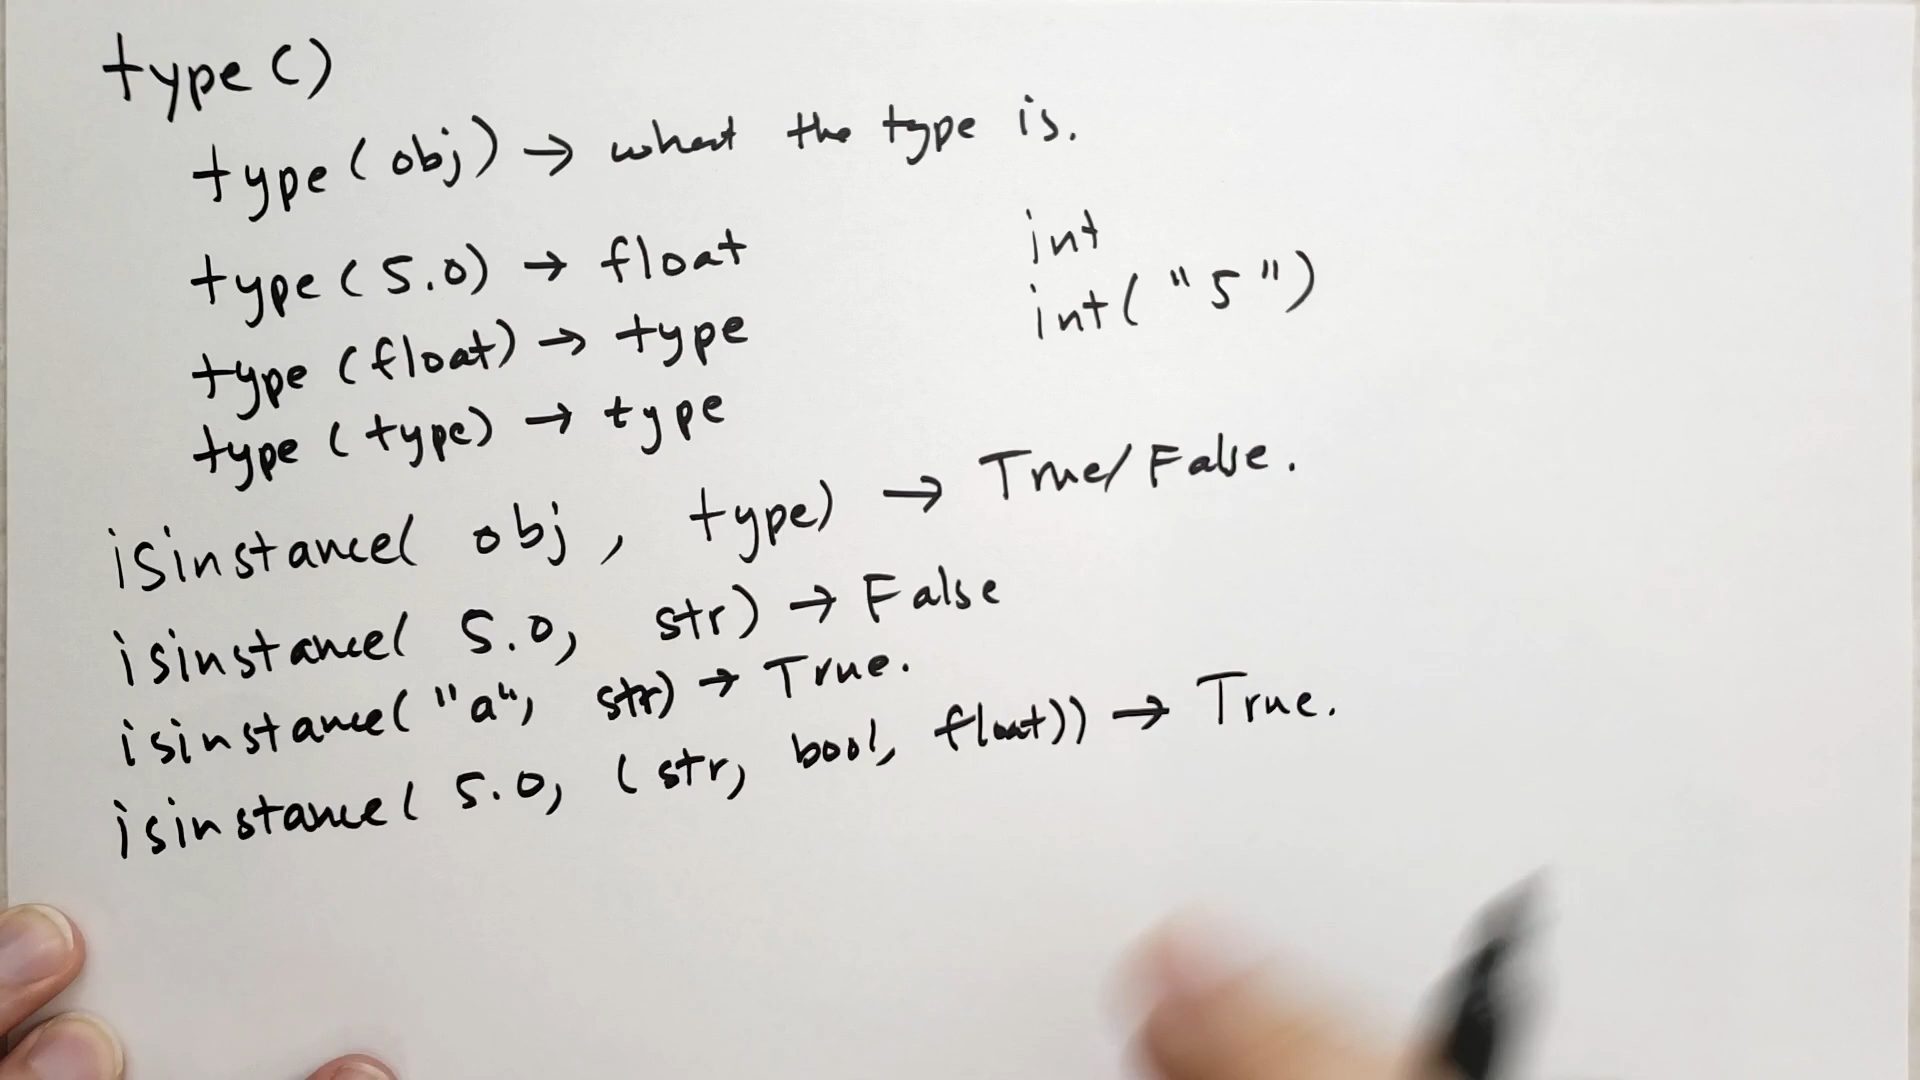 type()
type(obj) → what the type is.
type(5.0) → float
type(float) → type
type(type) → type
int
int("5")
isinstance(obj, type) → True/False.
isinstance(5.0, str) → False
isinstance("a", str) → True.
isinstance(5.0, (str, bool, float)) → True.